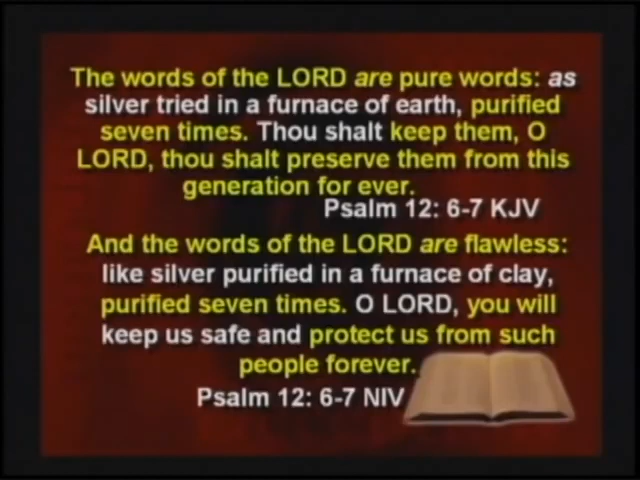 The words of the LORD are pure words: as
silver tried in a furnace of earth, purified
seven times. Thou shalt keep them, O
LORD, thou shalt preserve them from this
generation for ever.
Psalm 12: 6-7 KJV
And the words of the LORD are flawless:
like silver purified in a furnace of clay,
purified seven times. O LORD, you will
keep us safe and protect us from such
people forever.
Psalm 12: 6-7 NIV